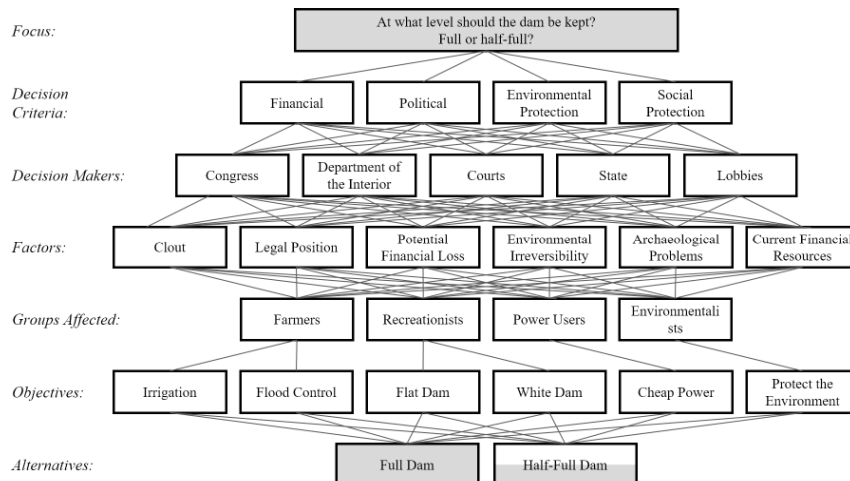 Focus:
At what level should the dam be kept?
Full or half-full?
Decision
Criteria:
Financial
Political
Environmental
Protection
Social
Protection
Decision Makers:
Congress
Department of
the Interior
Courts
State
Lobbies
Factors:
Clout
Legal Position
Potential
Financial Loss
Environmental
Irreversibility
Archaeological
Problems
Current Financial
Resources
Groups Affected:
Farmers
Recreationists
Power Users
Environmentali
sts
Objectives:
Irrigation
Flood Control
Flat Dam
White Dam
Cheap Power
Protect the
Environment
Alternatives:
Full Dam
Half-Full Dam